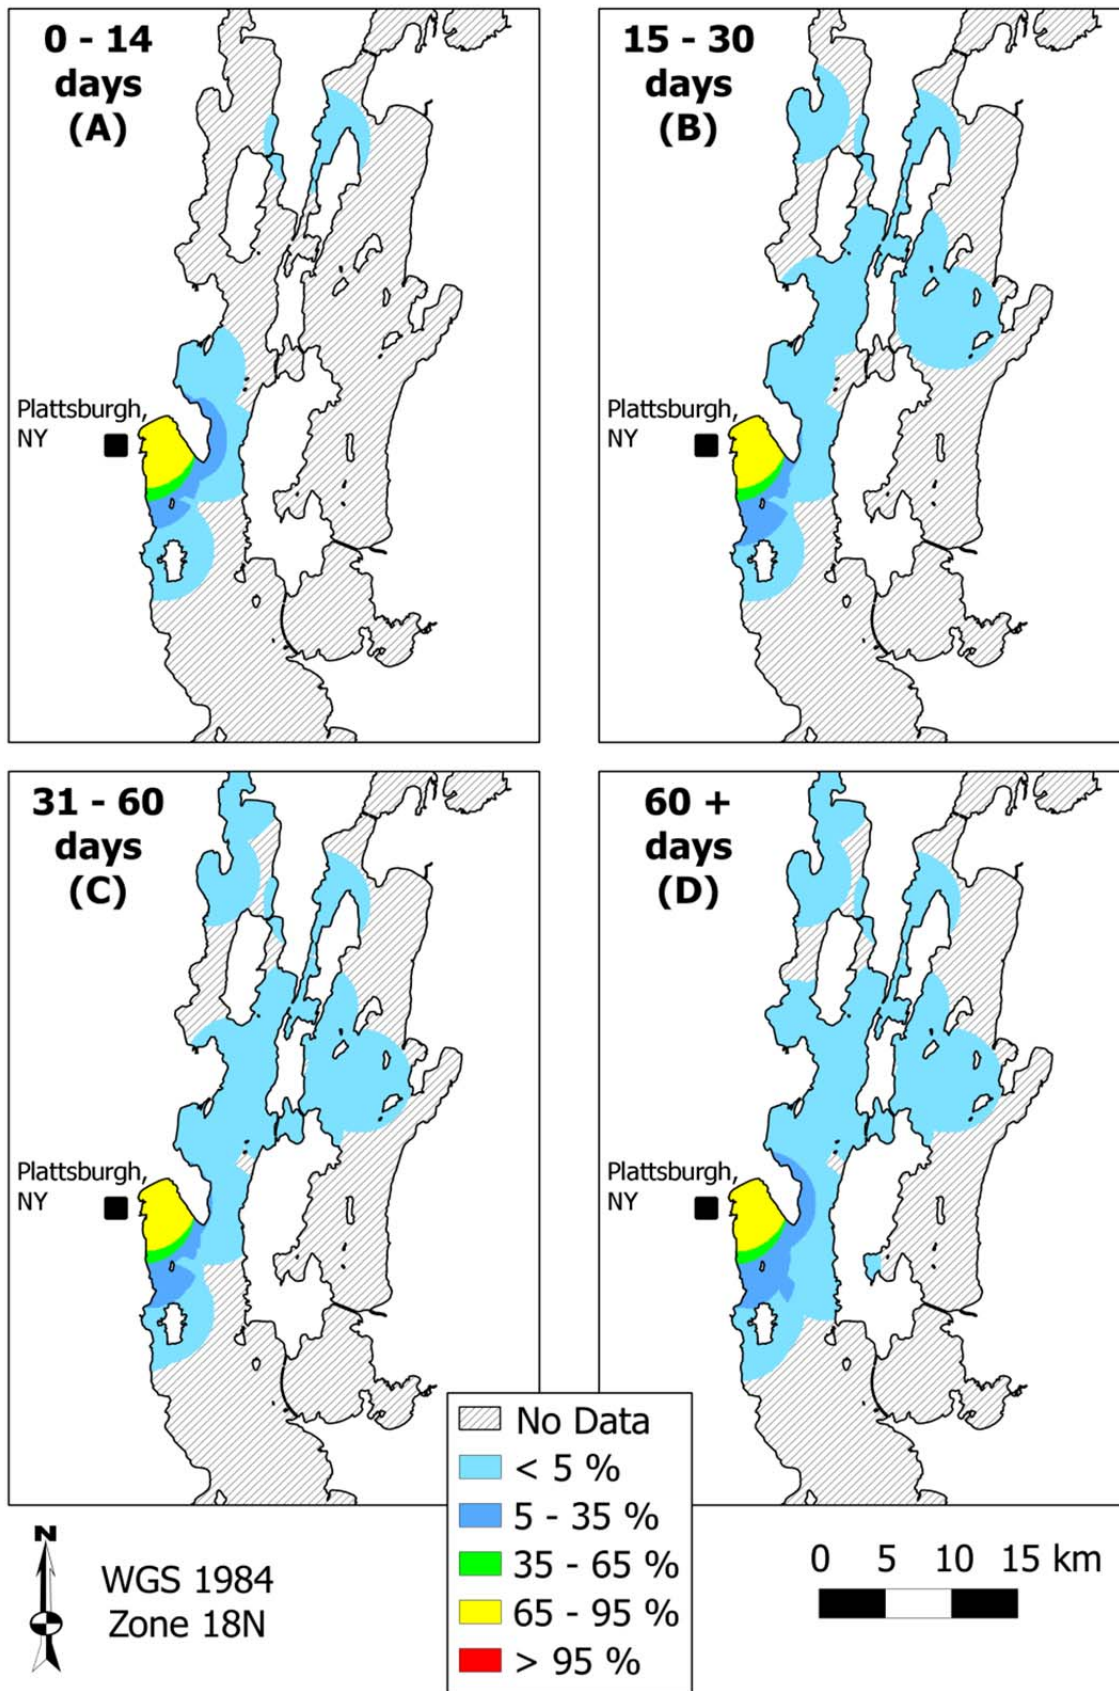 0 - 14
days
(A)
Plattsburgh,
NY
15 - 30
days
(B)
Plattsburgh,
NY
31 - 60
days
(C)
Plattsburgh,
NY
60 +
days
(D)
Plattsburgh,
NY
N
WGS 1984
Zone 18N
No Data
< 5 %
5 - 35 %
35 - 65 %
65 - 95 %
> 95 %
0 5 10 15 km